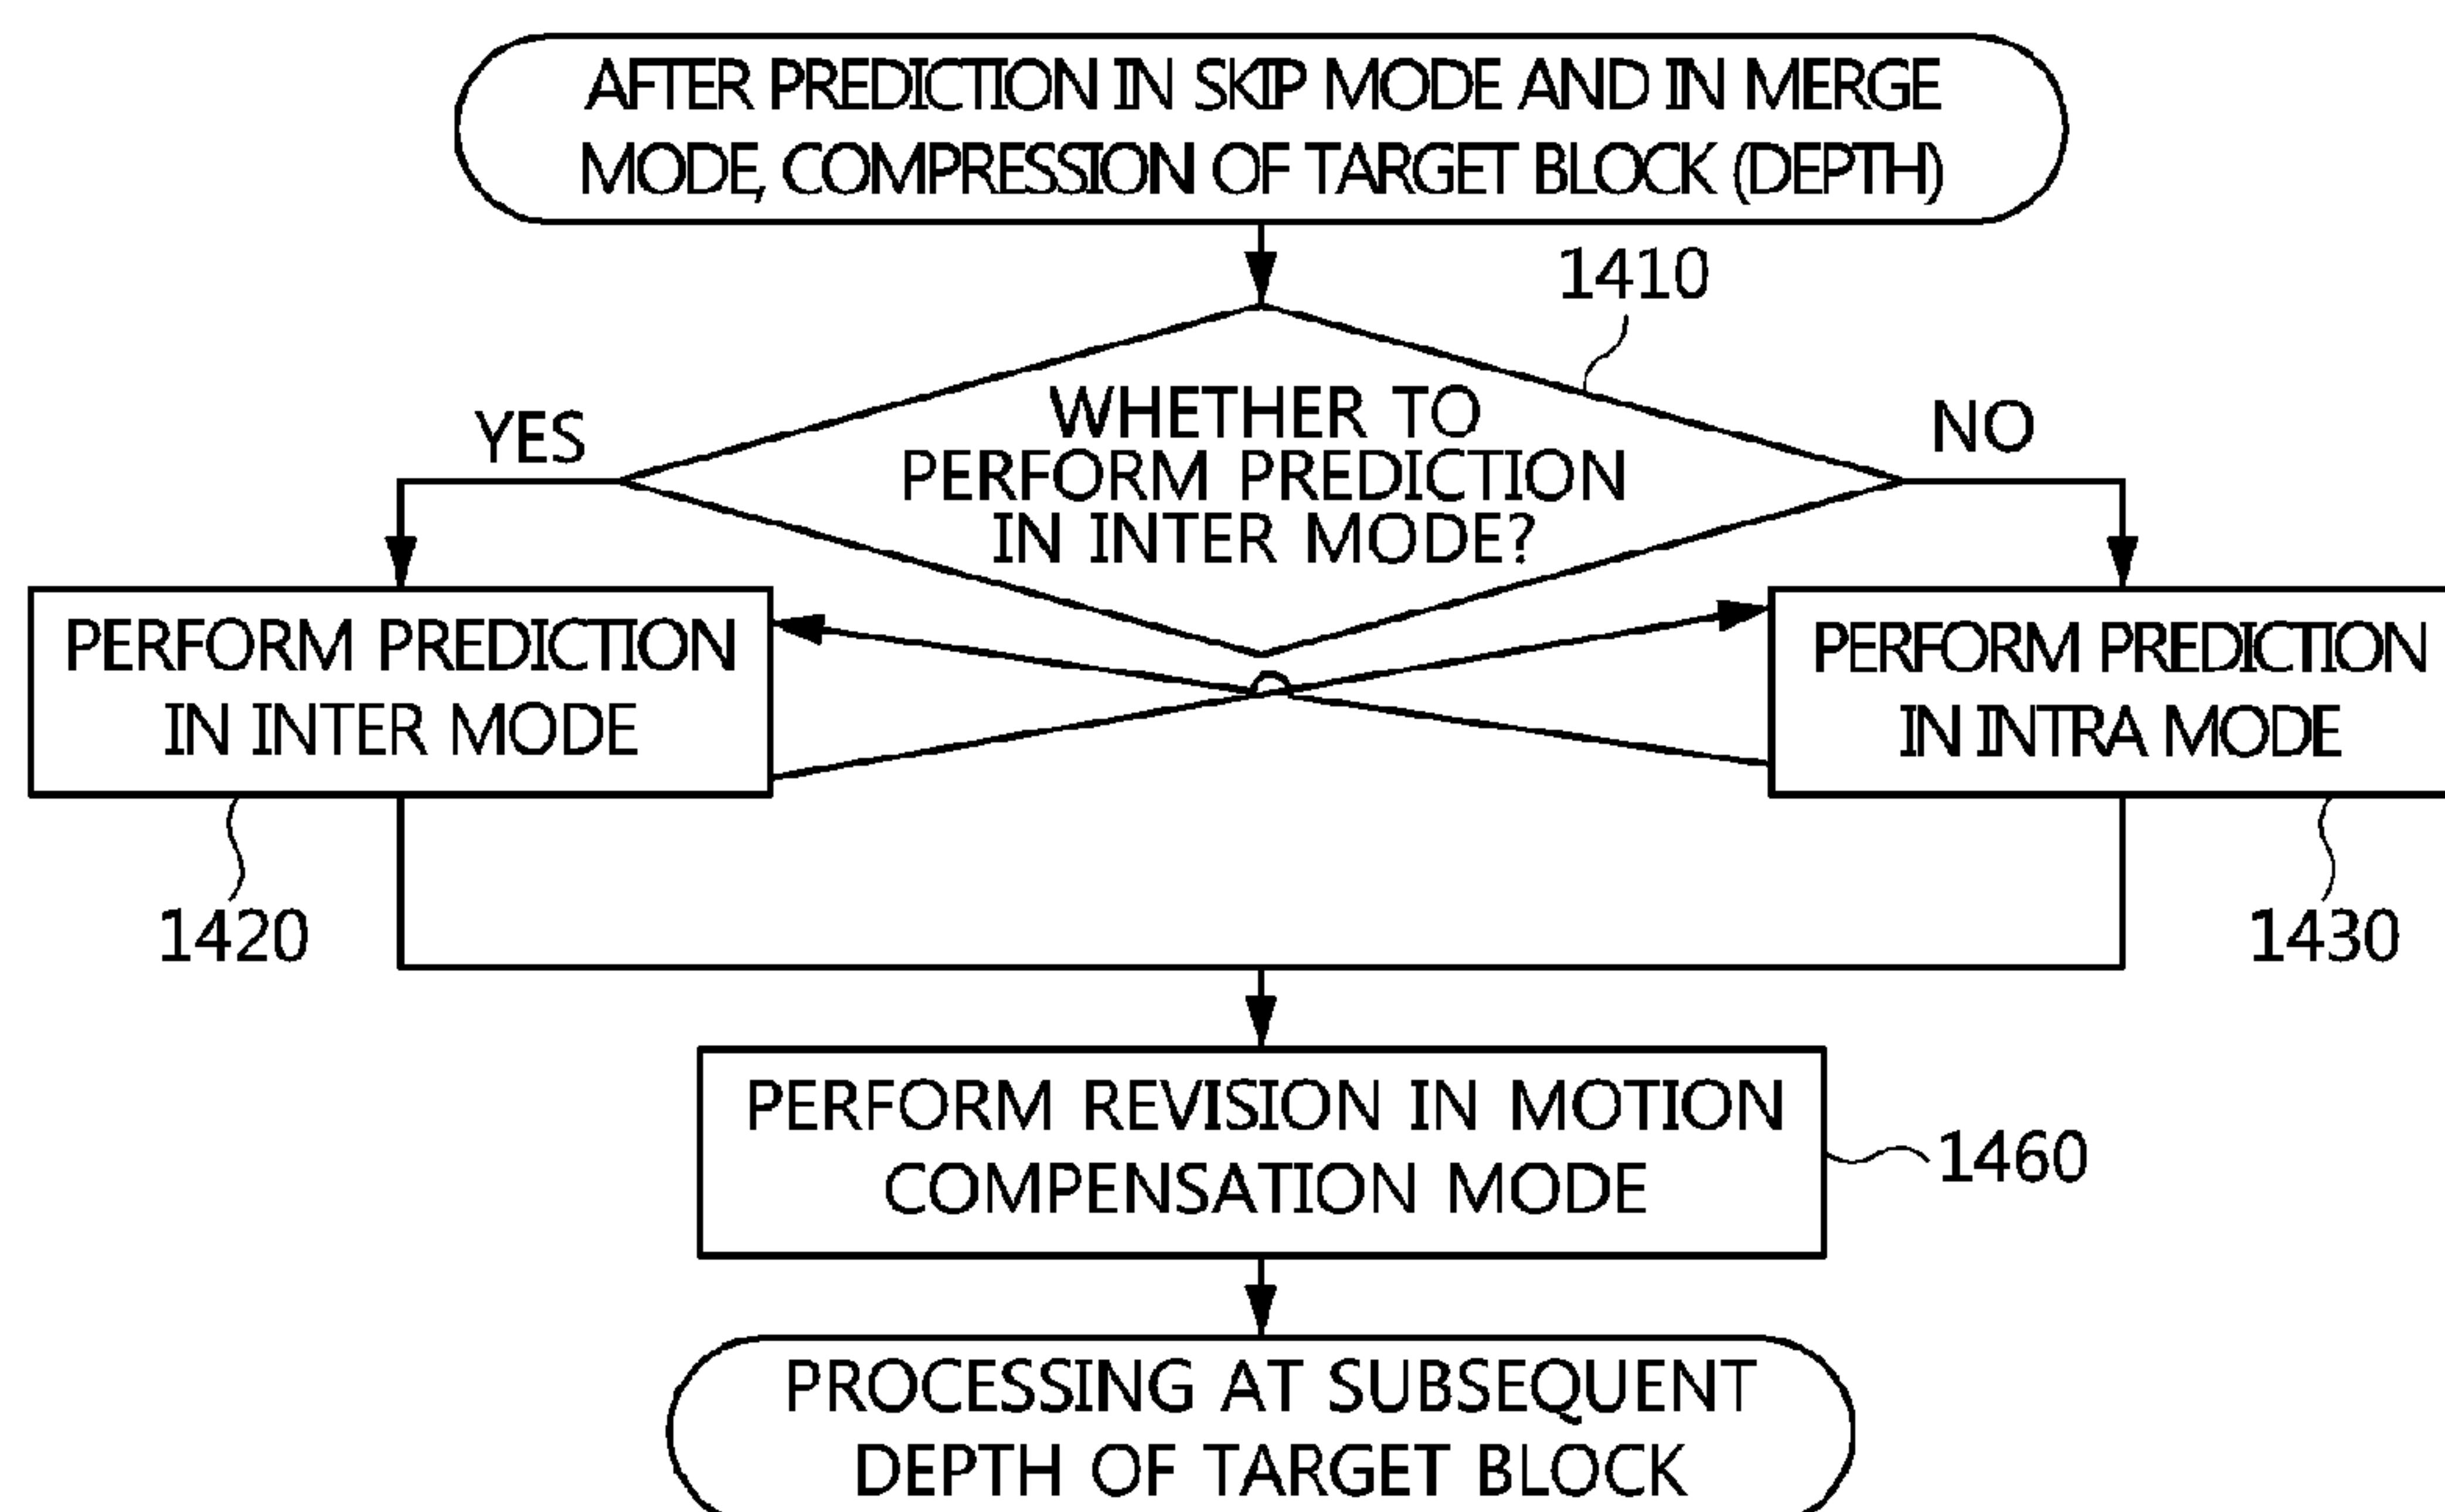 AFTER PREDICTION IN SKIP MODE AND IN MERGE
MODE, COMPRESSION OF TARGET BLOCK (DEPTH)
1410
WHETHER TO
PERFORM PREDICTION
IN INTER MODE?
YES
NO
PERFORM PREDICTION
IN INTER MODE
PERFORM PREDICTION
IN INTRA MODE
1420
1430
PERFORM REVISION IN MOTION
COMPENSATION MODE
1460
PROCESSING AT SUBSEQUENT
DEPTH OF TARGET BLOCK